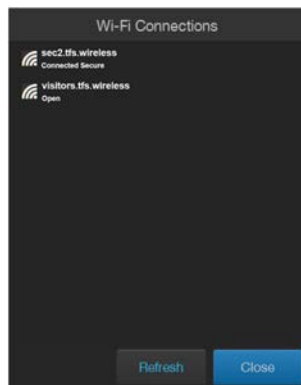 Wi-Fi Connections
sec2.tfs.wireless
Connected Secure
visitors.tfs.wireless
Open
Refresh Close